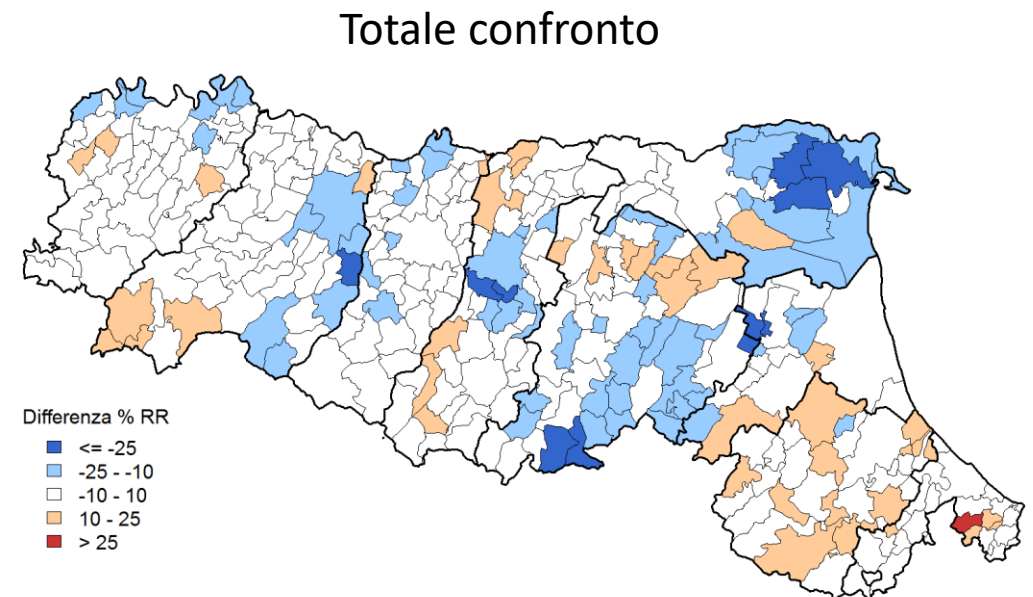 Totale confronto
Differenza % RR
<= -25
-25 - -10
-10 - 10
10 - 25
> 25